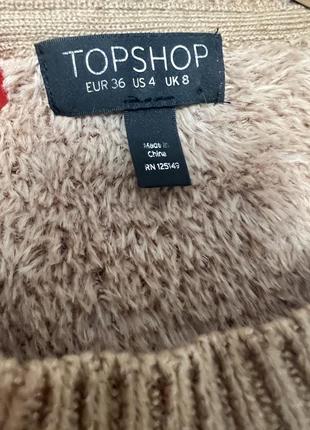 TOPSHOP
EUR 36 US 4 UK 8
Made in
China
RN 125149